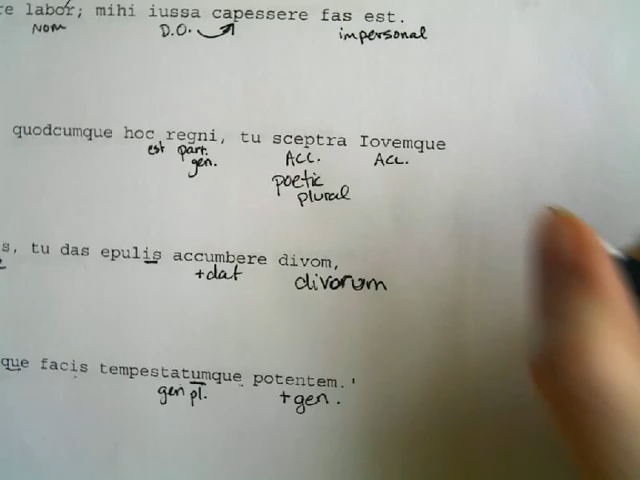 re labor; mihi iussa capessere fas est.
Nom D.O. impersonal
quodcumque hoc regni, tu sceptra Iovemque
est part. gen. Acc. Acc.
poetic
plural
s, tu das epulis accumbere divom,
+dat divorum
que facis tempestatumque potentem.'
gen pl. +gen.